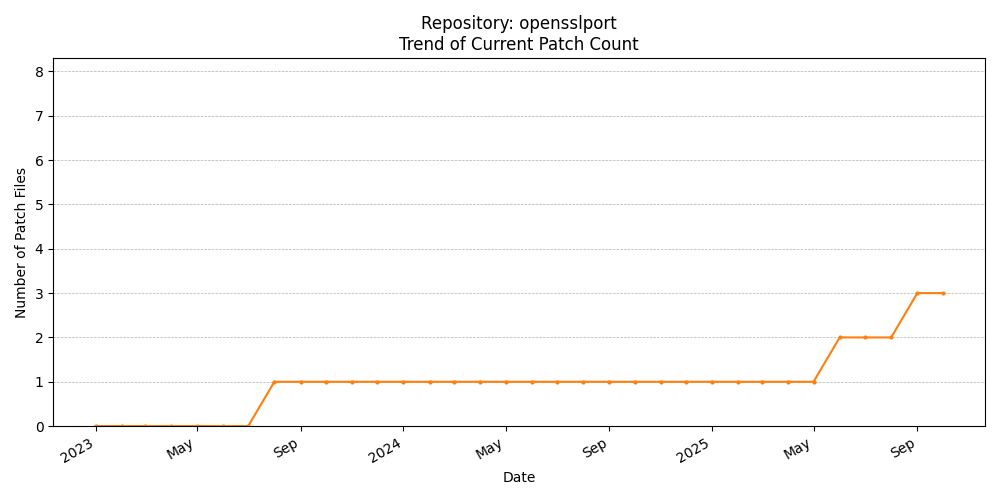 Repository: opensslport
Trend of Current Patch Count
Number of Patch Files
8
7
6
5
4
3
2
1
0
2023
May
Sep
2024
May
Sep
2025
May
Sep
Date